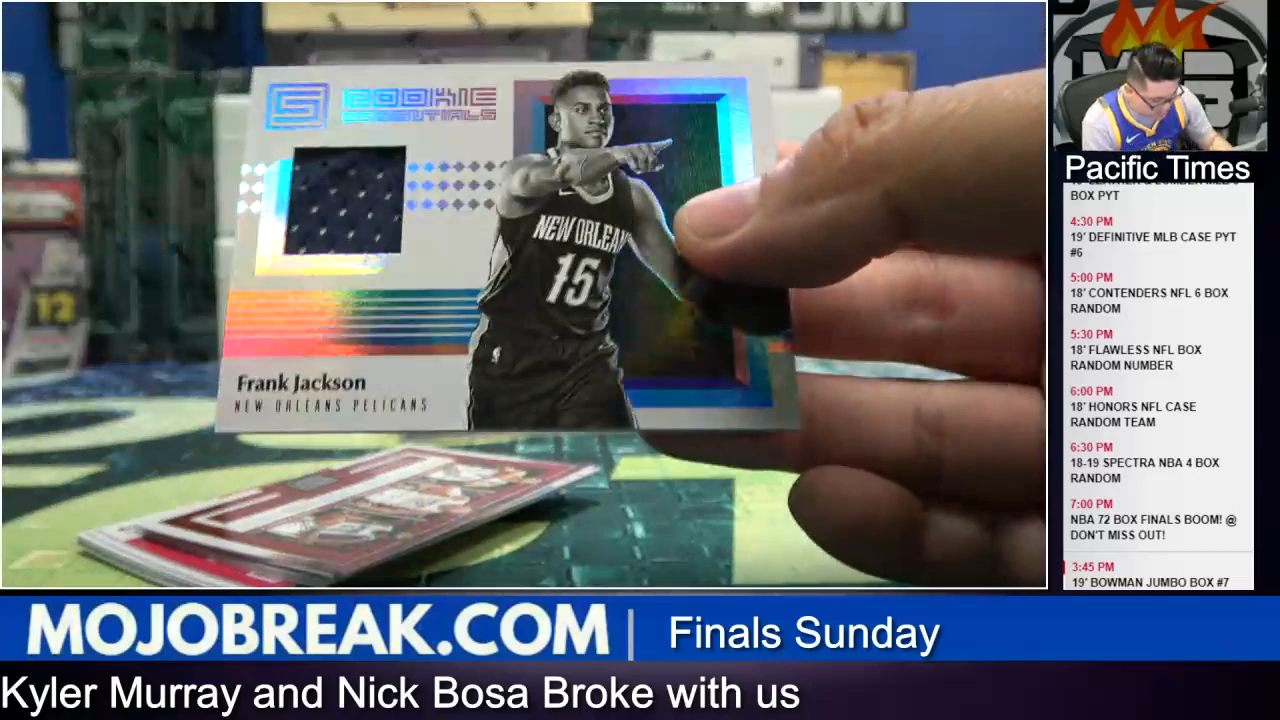 ROOKIE
ESSENTIALS
NEW ORLEAN
15
Frank Jackson
NEW ORLEANS PELICANS
12
Pacific Times
BOX PYT
4:30 PM
19' DEFINITIVE MLB CASE PYT
#6
5:00 PM
18' CONTENDERS NFL 6 BOX
RANDOM
5:30 PM
18' FLAWLESS NFL BOX
RANDOM NUMBER
6:00 PM
18' HONORS NFL CASE
RANDOM TEAM
6:30 PM
18-19 SPECTRA NBA 4 BOX
RANDOM
7:00 PM
NBA 72 BOX FINALS BOOM! @
DON'T MISS OUT!
3:45 PM
19' BOWMAN JUMBO BOX #7
MOJOBREAK.COM | Finals Sunday
Kyler Murray and Nick Bosa Broke with us